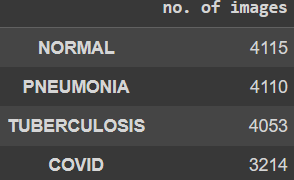 no. of images
NORMAL 4115
PNEUMONIA 4110
TUBERCULOSIS 4053
COVID 3214